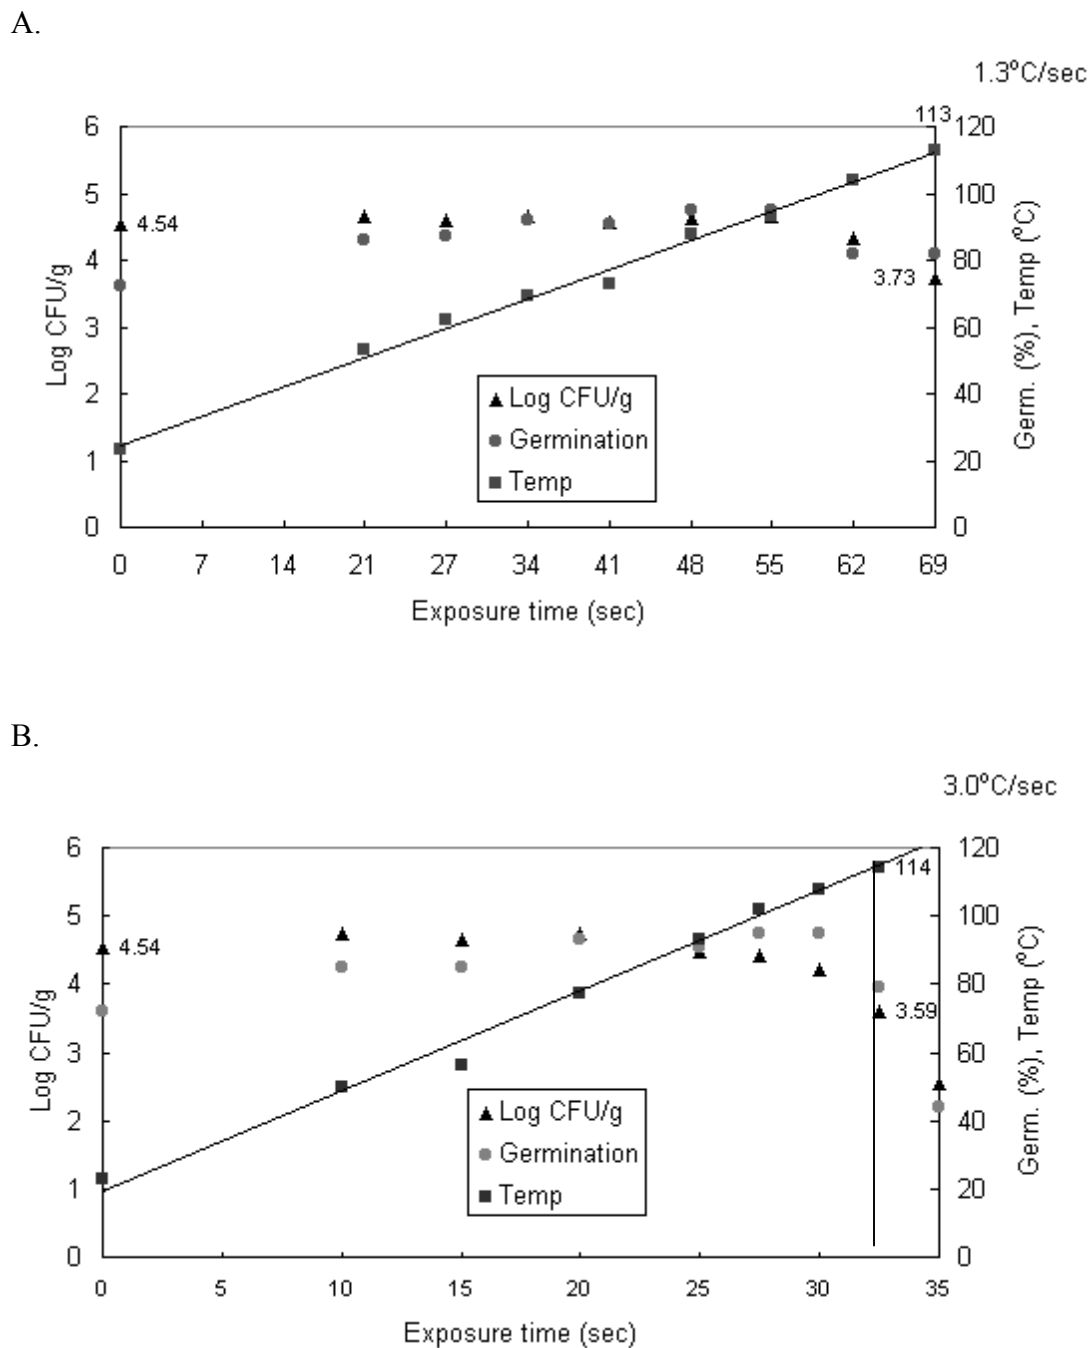 A.
1.3°C/sec
113
6
5
4
3
2
1
0
120
100
80
60
40
20
0
4.54
3.73
Log CFU/g
Germ. (%), Temp (°C)
Log CFU/g
Germination
Temp
0 7 14 21 27 34 41 48 55 62 69
Exposure time (sec)
B.
3.0°C/sec
6
5
4
3
2
1
0
120
100
80
60
40
20
0
114
4.54
3.59
Log CFU/g
Germ. (%), Temp (°C)
Log CFU/g
Germination
Temp
0 5 10 15 20 25 30 35
Exposure time (sec)